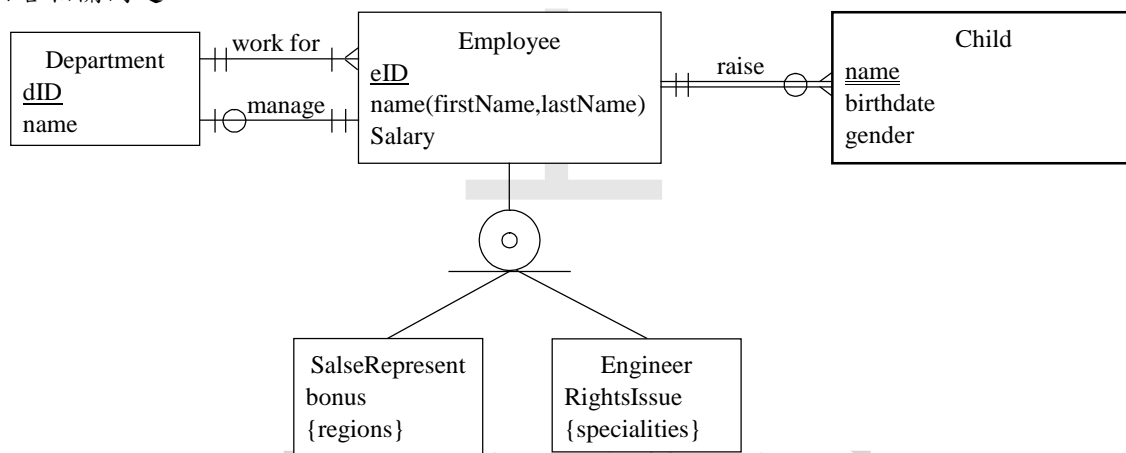 Department
dID
name
work for
manage
Employee
eID
name(firstName,lastName)
Salary
raise
Child
name
birthdate
gender
SalseRepresent
bonus
{regions}
Engineer
RightsIssue
{specialities}